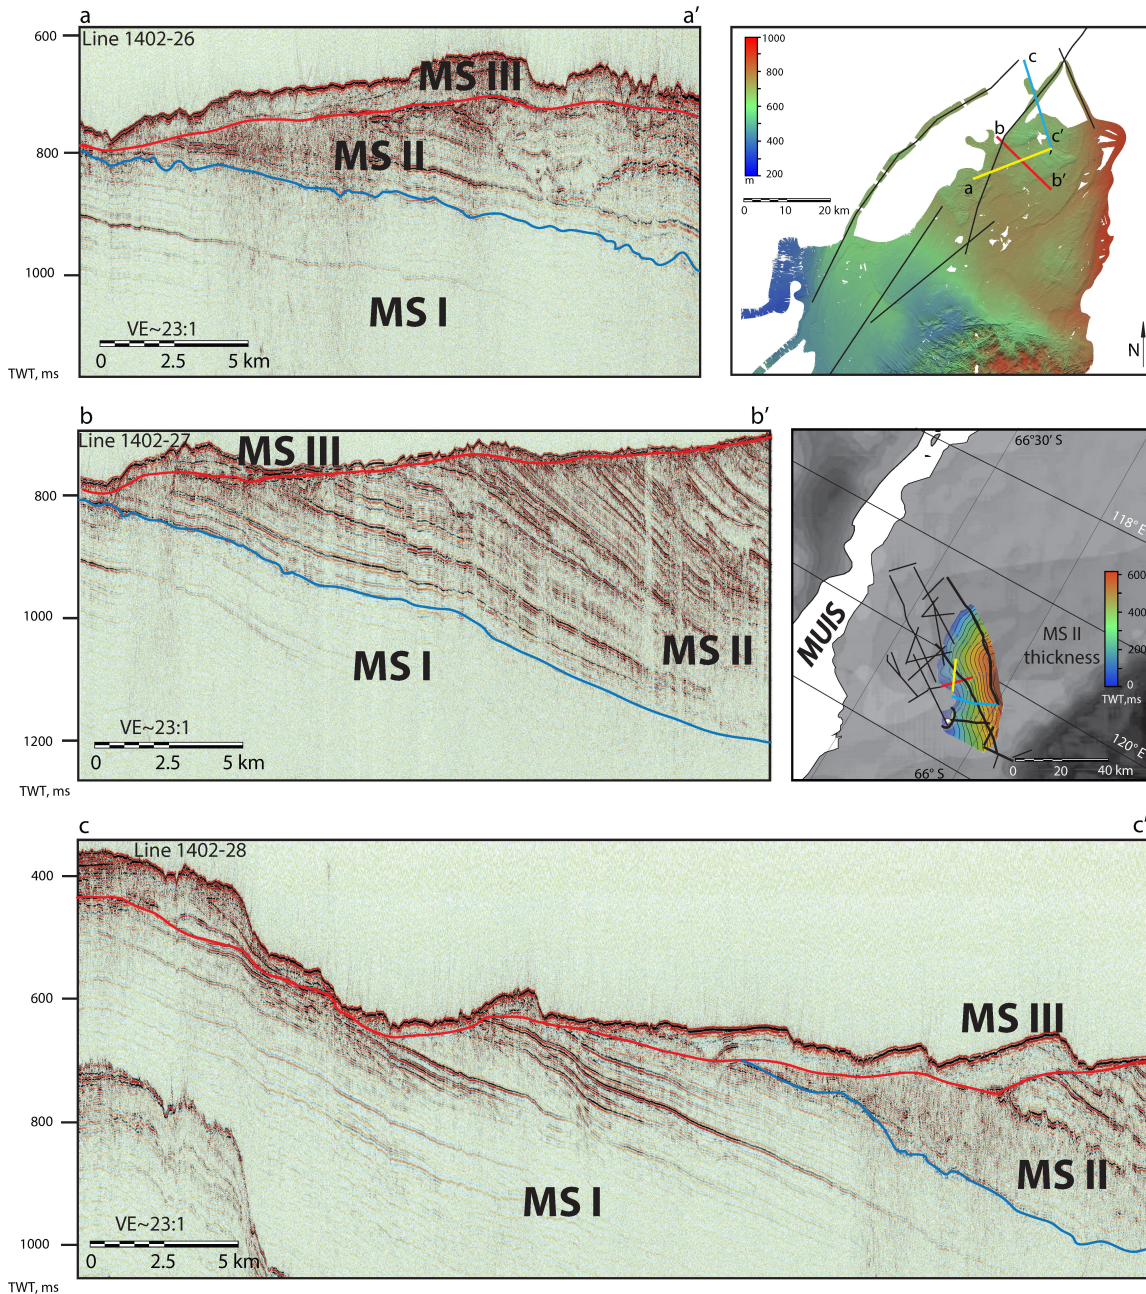 a
a'
Line 1402-26
600
800
1000
TWT, ms
MS III
MS II
MS I
VE~23:1
0 2.5 5 km
1000
800
600
400
200
m
0 10 20 km
c
b
c'
a
b'
N
b
b'
Line 1402-27
800
1000
1200
TWT, ms
MS III
MS I
MS II
VE~23:1
0 2.5 5 km
66°30' S
118° E
MUIS
MS II
thickness
600
400
200
0
TWT,ms
120° E
66° S
0 20 40 km
c
c'
Line 1402-28
400
600
800
1000
TWT, ms
MS III
MS II
MS I
VE~23:1
0 2.5 5 km